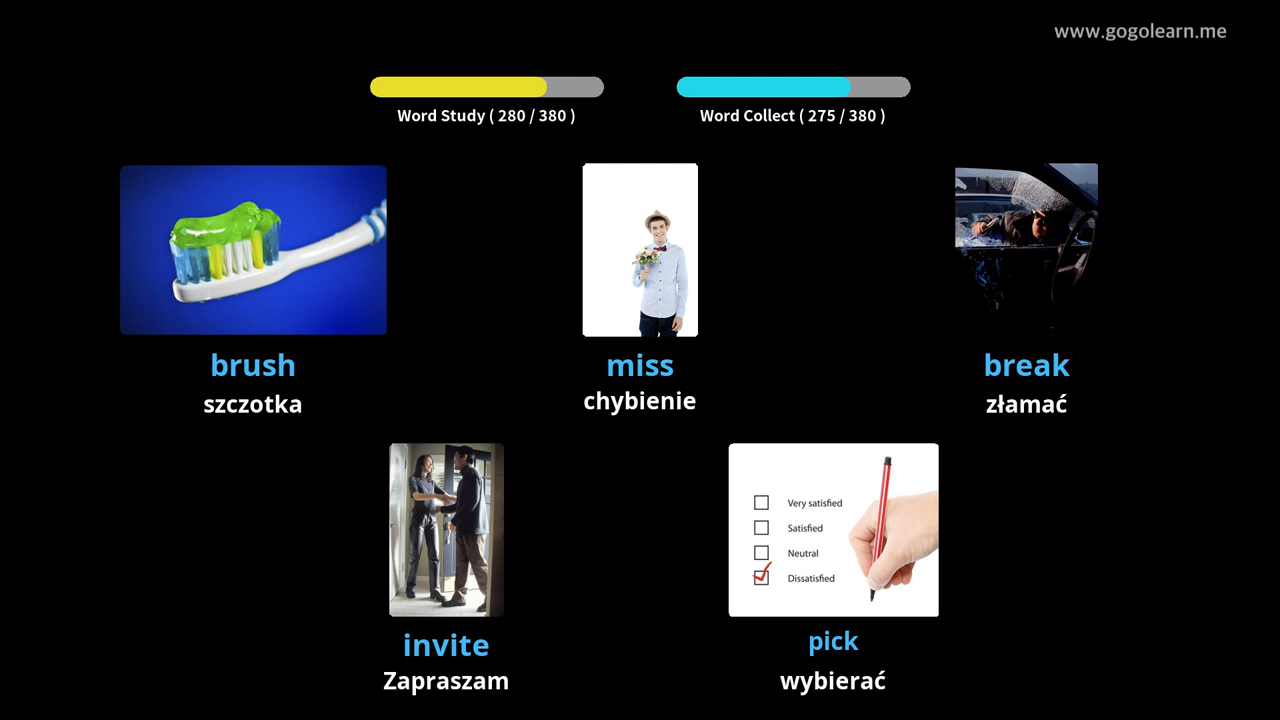 www.gogolearn.me
Word Study ( 280 / 380 )
Word Collect ( 275 / 380 )
brush
szczotka
miss
chybienie
break
złamać
invite
Zapraszam
Very satisfied
Satisfied
Neutral
Dissatisfied
pick
wybierać